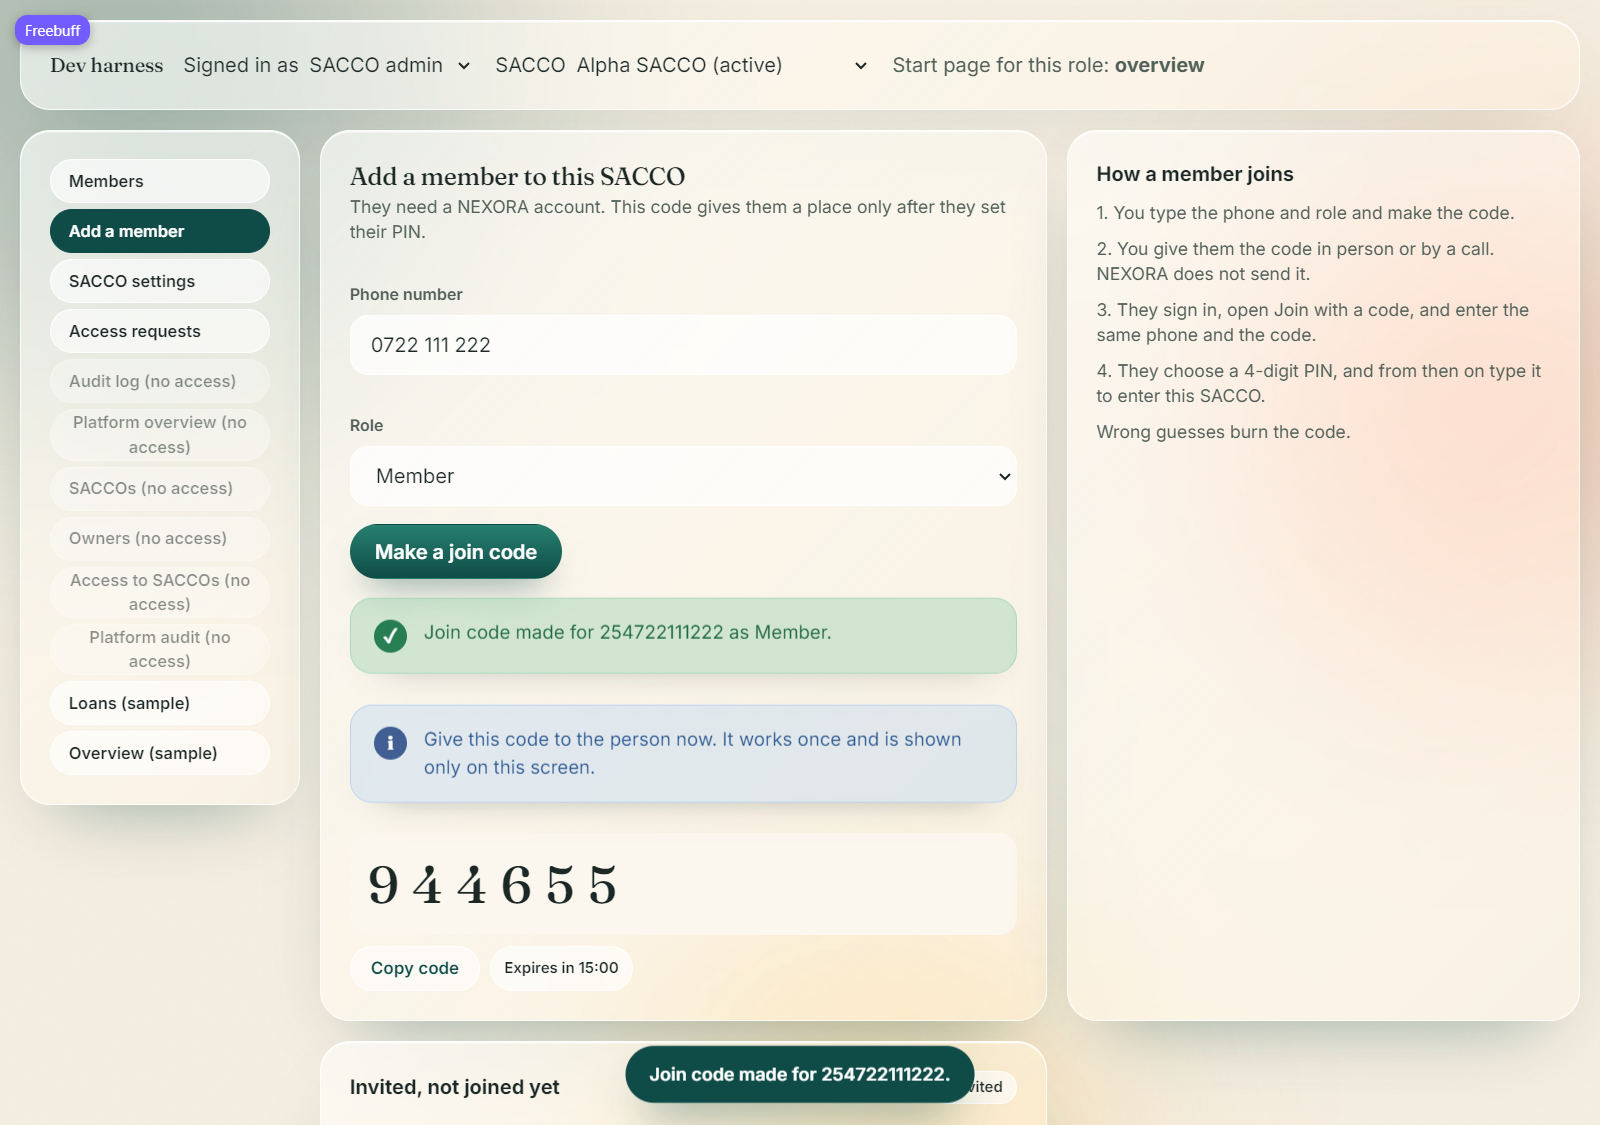 Freebuff
Dev harness Signed in as SACCO admin SACCO Alpha SACCO (active) Start page for this role: overview
Members
Add a member
SACCO settings
Access requests
Audit log (no access)
Platform overview (no
access)
SACCOs (no access)
Owners (no access)
Access to SACCOs (no
access)
Platform audit (no
access)
Loans (sample)
Overview (sample)
Add a member to this SACCO
They need a NEXORA account. This code gives them a place only after they set
their PIN.
Phone number
0722 111 222
Role
Member
Make a join code
Join code made for 254722111222 as Member.
Give this code to the person now. It works once and is shown
only on this screen.
944655
Copy code Expires in 15:00
Invited, not joined yet
Join code made for 254722111222.
How a member joins
1. You type the phone and role and make the code.
2. You give them the code in person or by a call.
NEXORA does not send it.
3. They sign in, open Join with a code, and enter the
same phone and the code.
4. They choose a 4-digit PIN, and from then on type it
to enter this SACCO.
Wrong guesses burn the code.